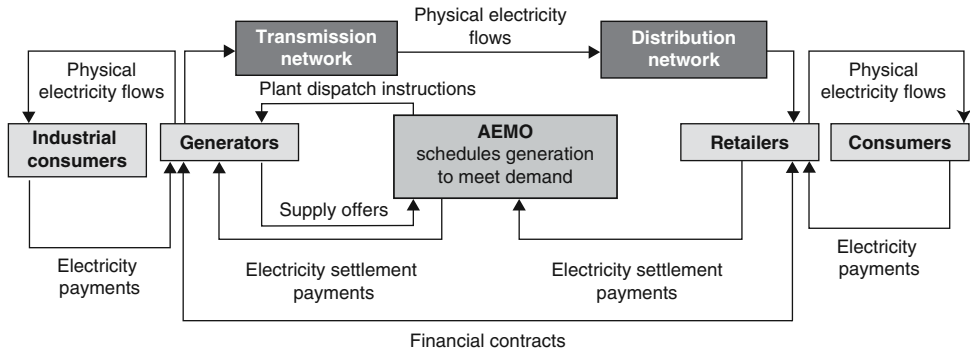 Transmission
network
Physical electricity
flows
Distribution
network
Physical
electricity flows
Plant dispatch instructions
Physical
electricity flows
Industrial
consumers
Generators
AEMO
schedules generation
to meet demand
Retailers
Consumers
Supply offers
Electricity
payments
Electricity settlement
payments
Electricity settlement
payments
Electricity
payments
Financial contracts